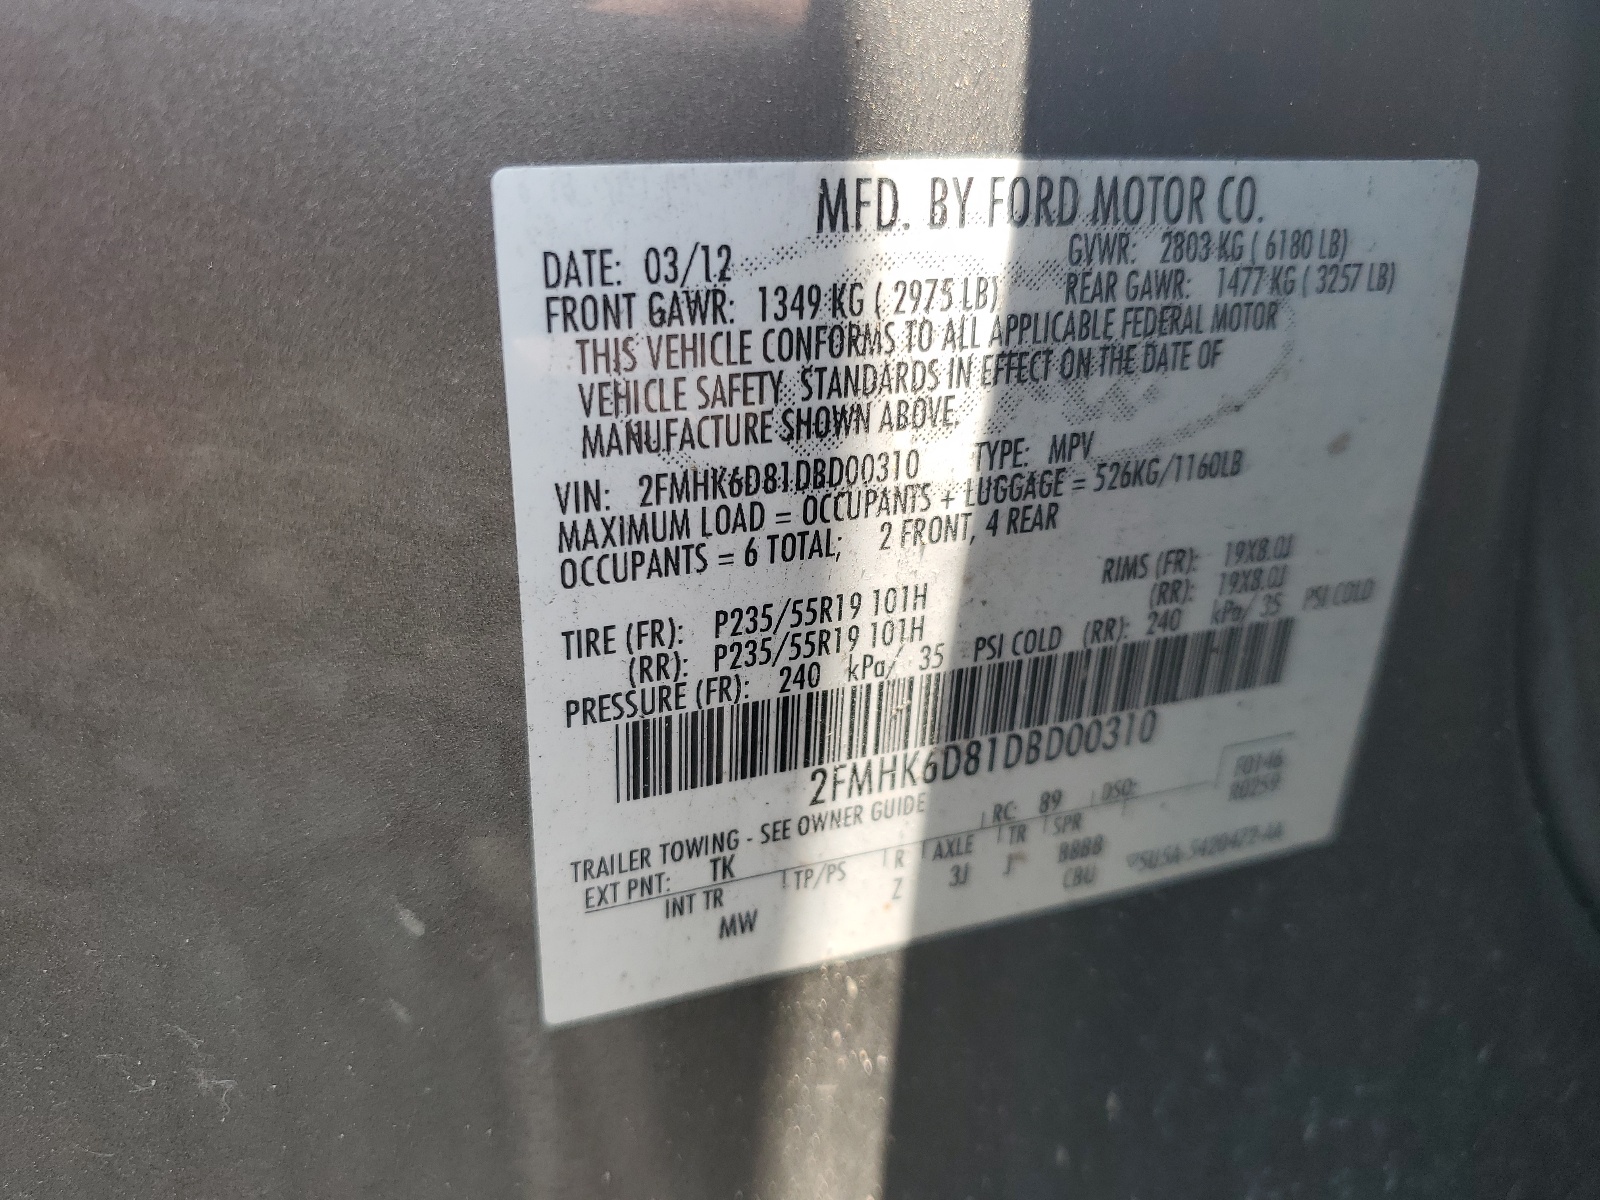 MFD. BY FORD MOTOR CO.
DATE: 03/12 GVWR: 2803 KG ( 6180 LB)
FRONT GAWR: 1349 KG ( 2975 LB) REAR GAWR: 1477 KG ( 3257 LB)
THIS VEHICLE CONFORMS TO ALL APPLICABLE FEDERAL MOTOR
VEHICLE SAFETY STANDARDS IN EFFECT ON THE DATE OF
MANUFACTURE SHOWN ABOVE.
VIN: 2FMHK6D81DBD00310 TYPE: MPV
MAXIMUM LOAD = OCCUPANTS + LUGGAGE = 526KG/1160LB
OCCUPANTS = 6 TOTAL; 2 FRONT, 4 REAR
TIRE (FR): P235/55R19 101H RIMS (FR): 19X8.0J
(RR): P235/55R19 101H (RR): 19X8.0J
PRESSURE (FR): 240 kPa/ 35 PSI COLD (RR): 240 kPa/ 35 PSI COLD
2FMHK6D81DBD00310
F0146
R0259
TRAILER TOWING - SEE OWNER GUIDE RC: 89 DSO:
EXT PNT: TK TP/PS R AXLE TR SPR
INT TR Z 3J J BBBB
MW CBU